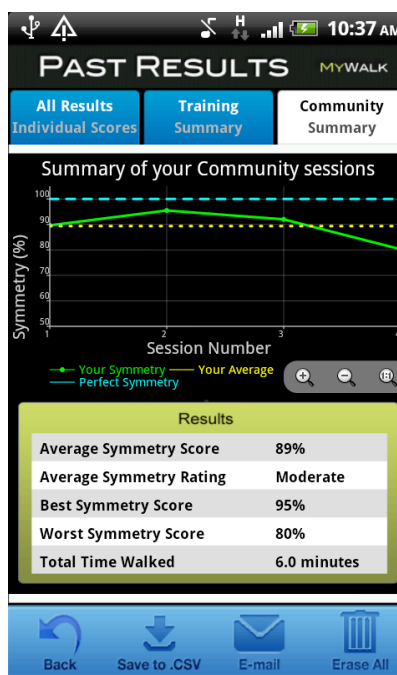 H
10:37 AM
PAST RESULTS MYWALK
All Results Training Community
Individual Scores Summary Summary
Summary of your Community sessions
100
90
80
70
60
50
Symmetry (%)
1 2 3 4
Session Number
Your Symmetry Your Average
Perfect Symmetry
1:1
Results
Average Symmetry Score 89%
Average Symmetry Rating Moderate
Best Symmetry Score 95%
Worst Symmetry Score 80%
Total Time Walked 6.0 minutes
Back Save to .CSV E-mail Erase All